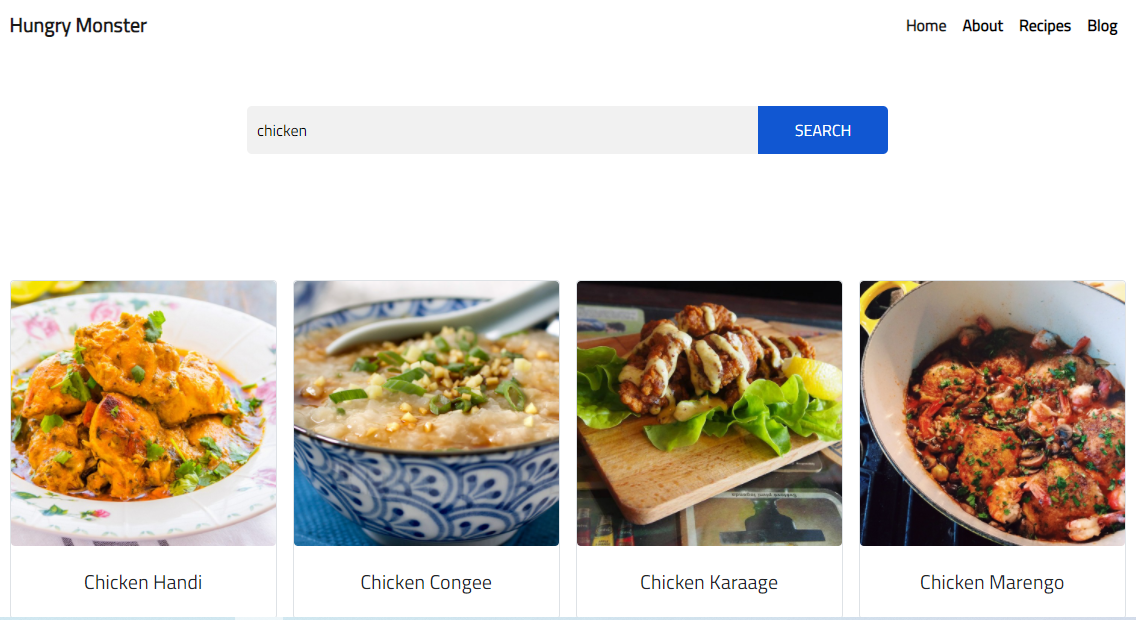 Hungry Monster
Home About Recipes Blog
chicken
SEARCH
Chicken Handi
Chicken Congee
Chicken Karaage
Chicken Marengo